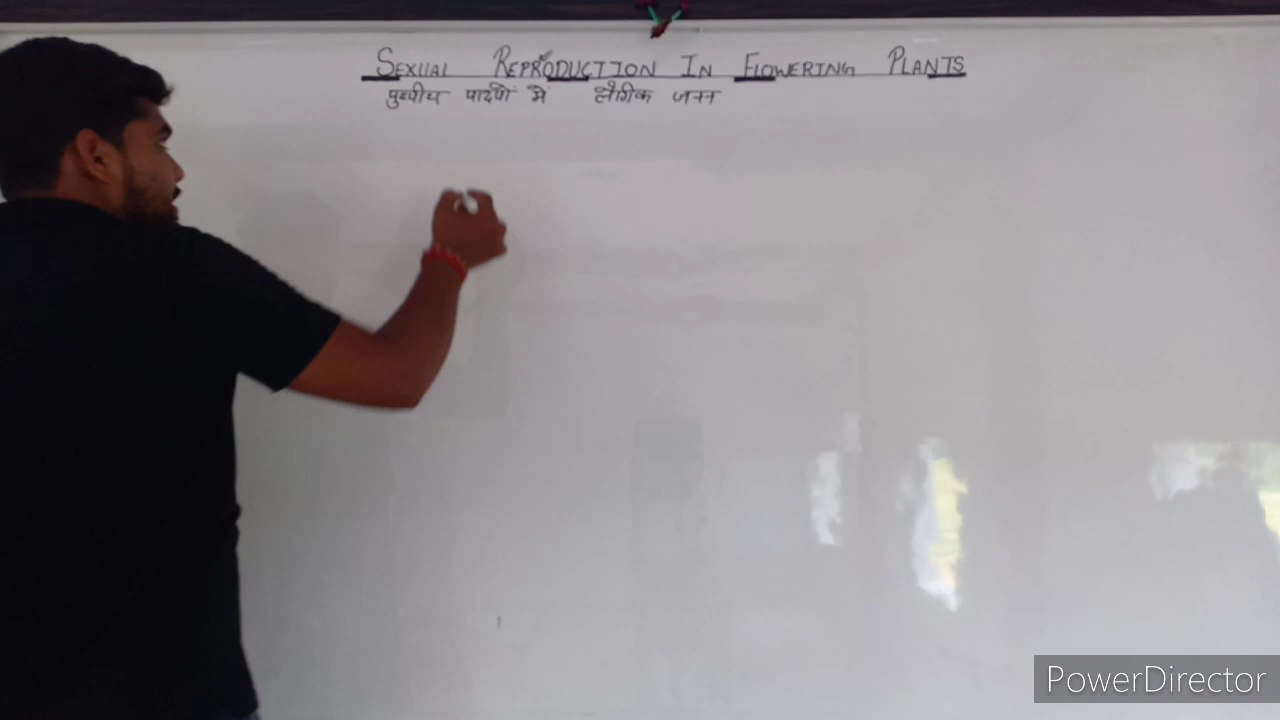 SEXUAL REPRODUCTION IN FLOWERING PLANTS
पुष्पीय पादपों में लैंगिक जनन
PowerDirector